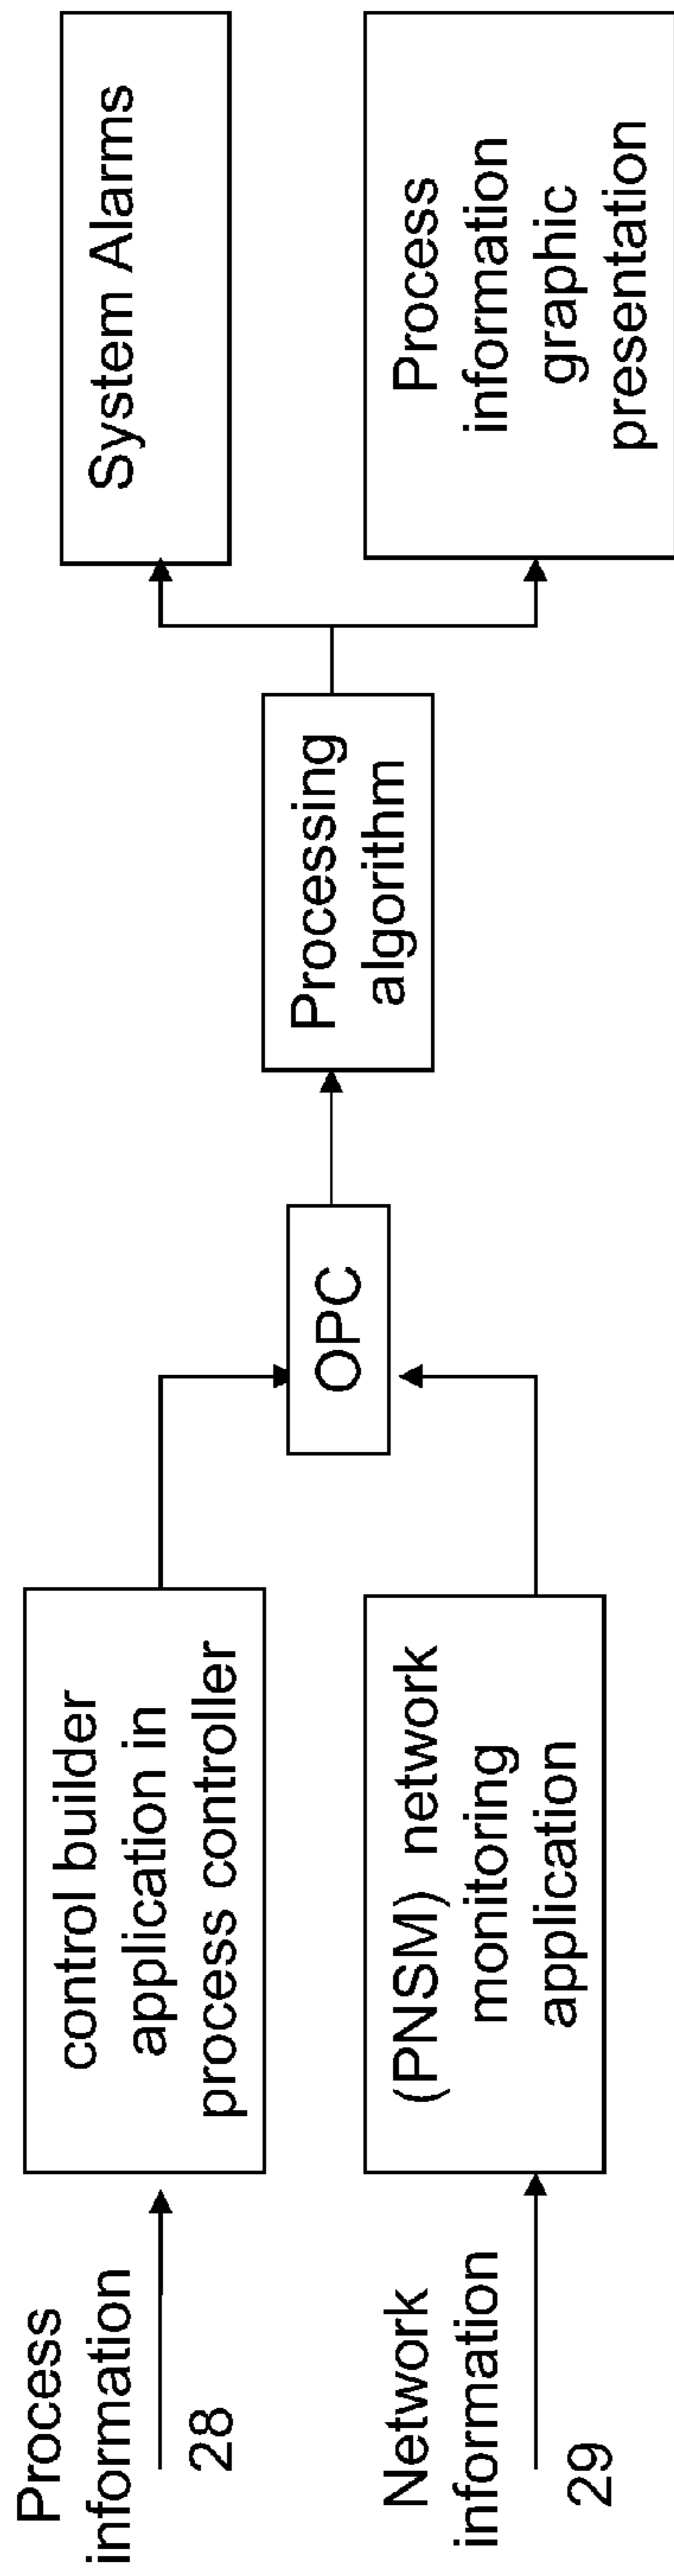 Process
information
28
control builder
application in
process controller
Network
information
29
(PNSM) network
monitoring
application
OPC
Processing
algorithm
System Alarms
Process
information
graphic
presentation